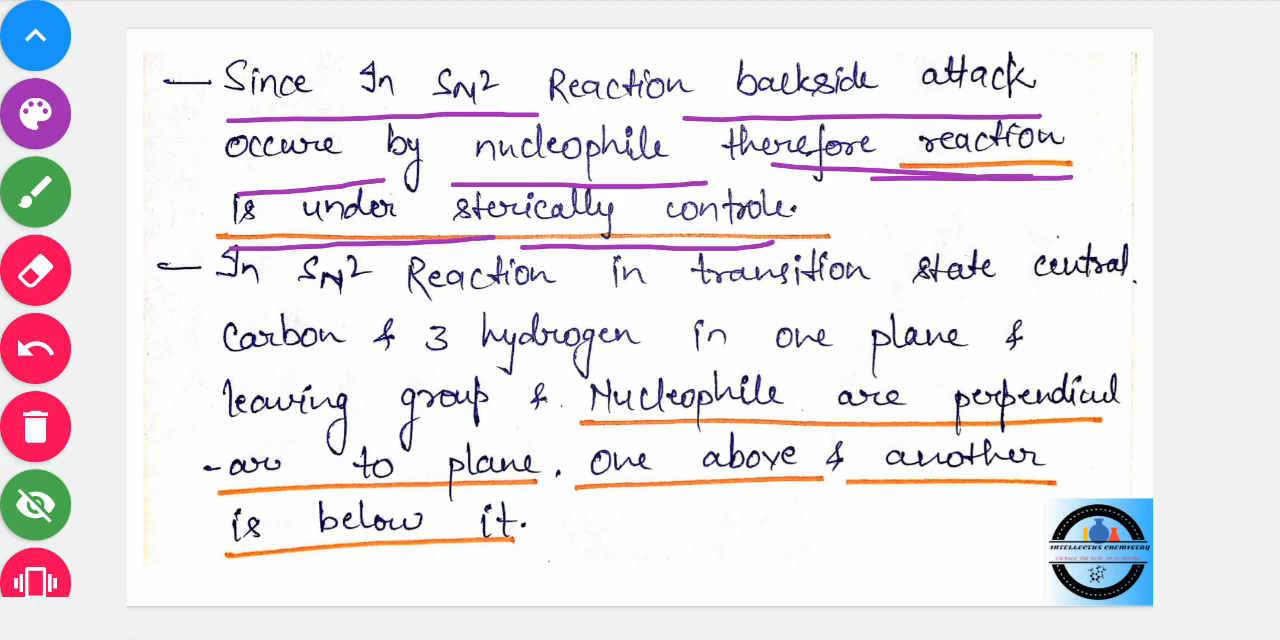 — Since In SN2 Reaction backside attack
occure by nucleophile therefore reaction
is under sterically controle.
— In SN2 Reaction in transition state central
Carbon & 3 hydrogen in one plane &
leaving group & Nucleophile are perpendicul
-ar to plane, one above & another
is below it.
INTELLECTUS CHEMISTRY